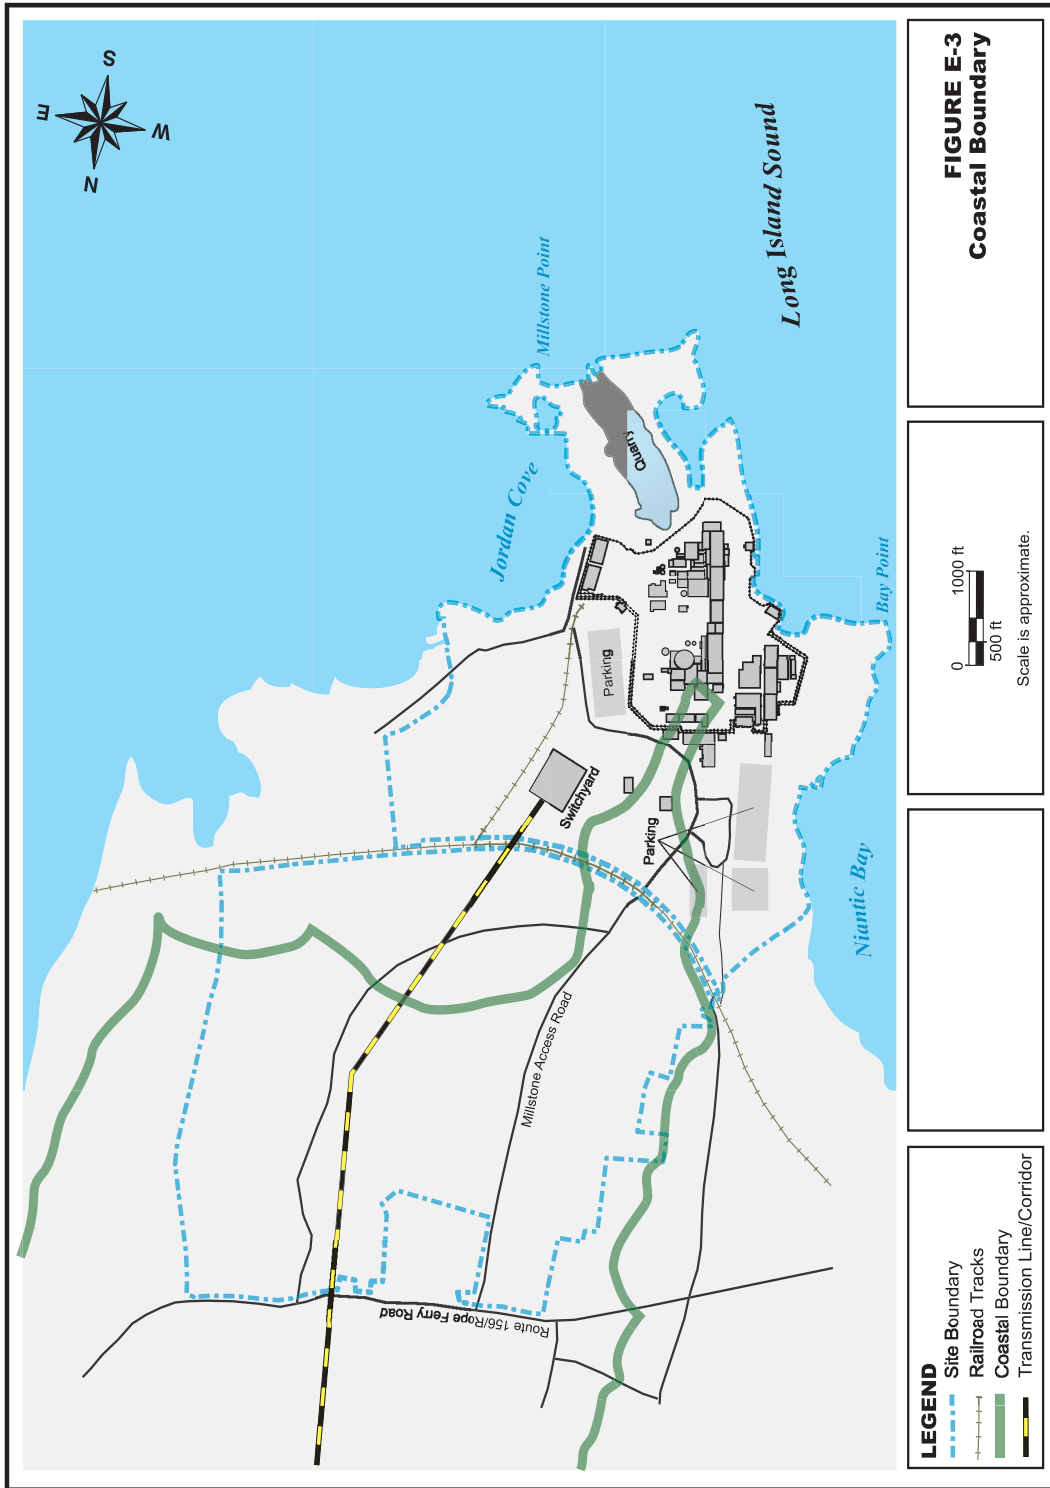 FIGURE E-3
Coastal Boundary
S
E
W
N
Long Island Sound
Millstone Point
Jordan Cove
Quarry
Bay Point
Parking
Switchyard
Parking
Niantic Bay
Millstone Access Road
Route 156/Rope Ferry Road
0
500 ft
1000 ft
Scale is approximate.
LEGEND
Site Boundary
Railroad Tracks
Coastal Boundary
Transmission Line/Corridor